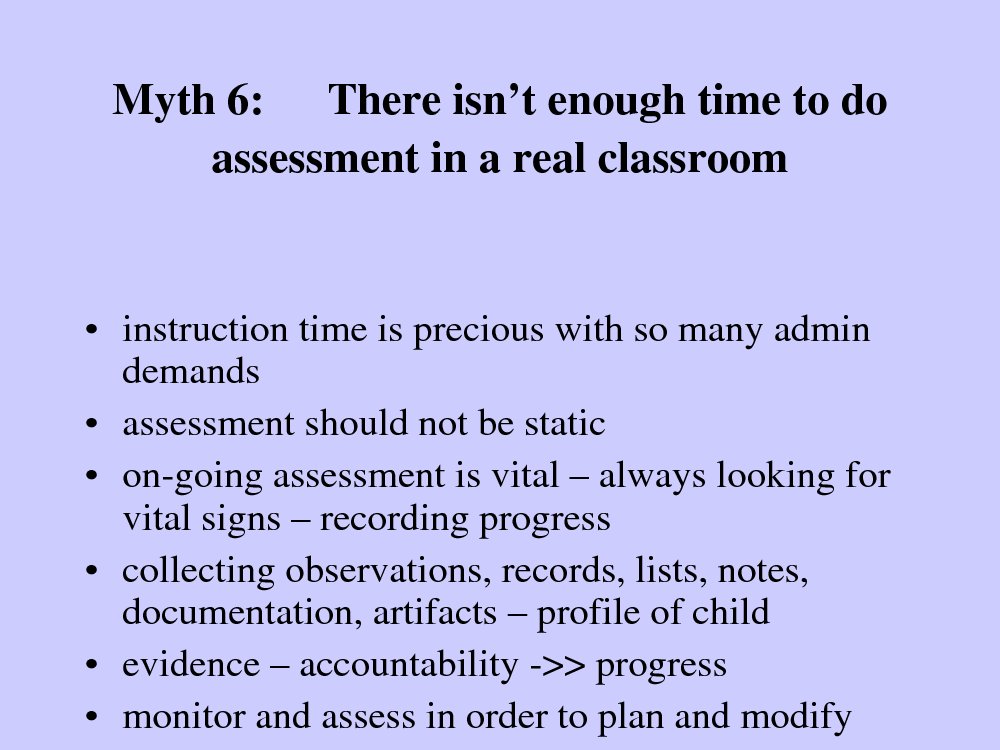 Myth 6: There isn’t enough time to do
assessment in a real classroom
• instruction time is precious with so many admin
demands
• assessment should not be static
• on-going assessment is vital – always looking for
vital signs – recording progress
• collecting observations, records, lists, notes,
documentation, artifacts – profile of child
• evidence – accountability ->> progress
• monitor and assess in order to plan and modify